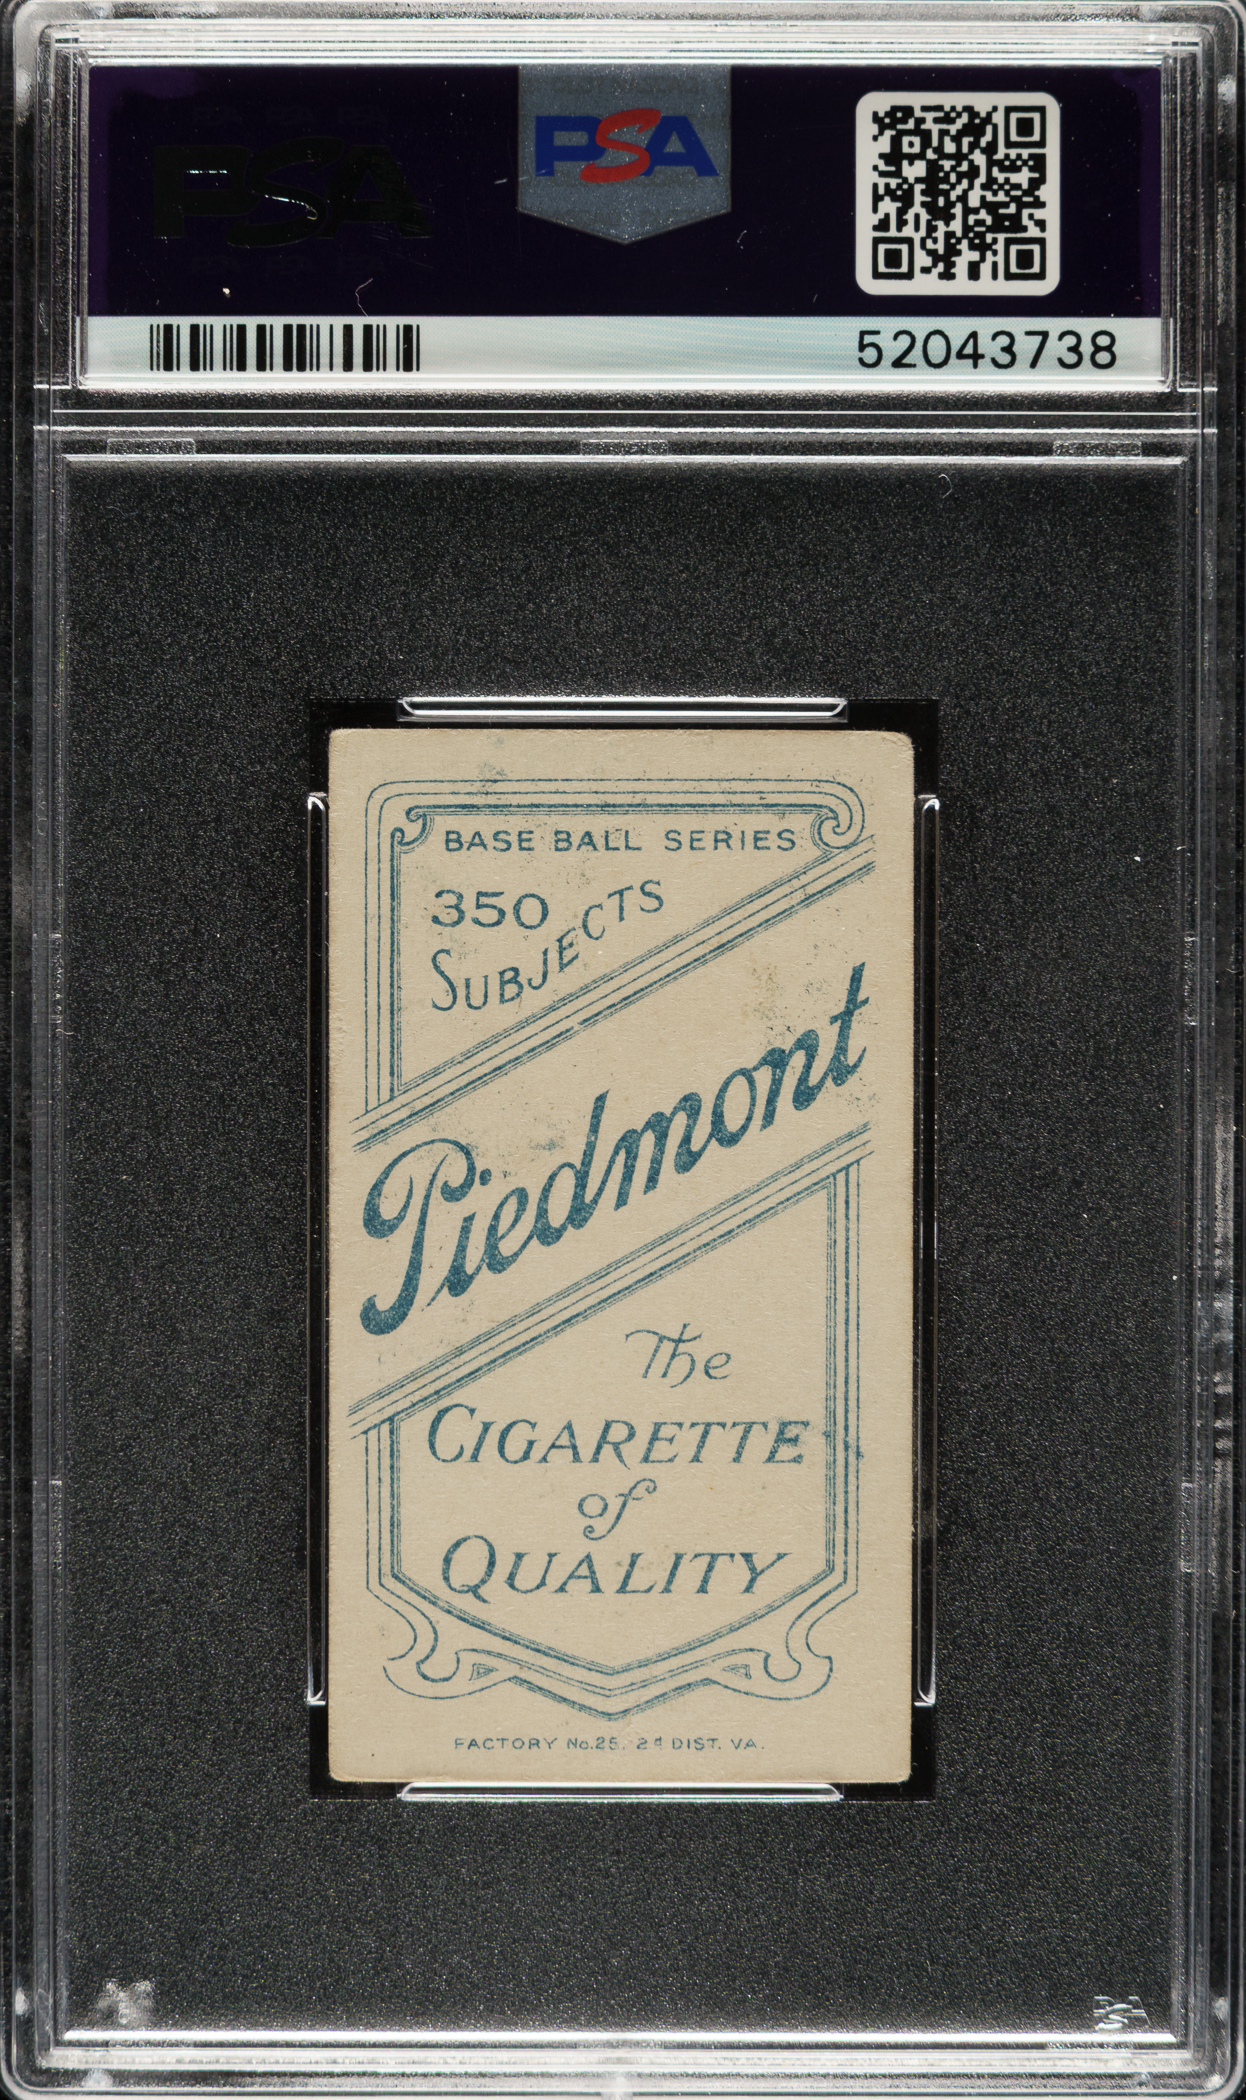 PSA
PSA
52043738
BASE BALL SERIES
350
SUBJECTS
Piedmont
The
CIGARETTE
of
QUALITY
FACTORY No.25. 2d DIST. VA.
PSA